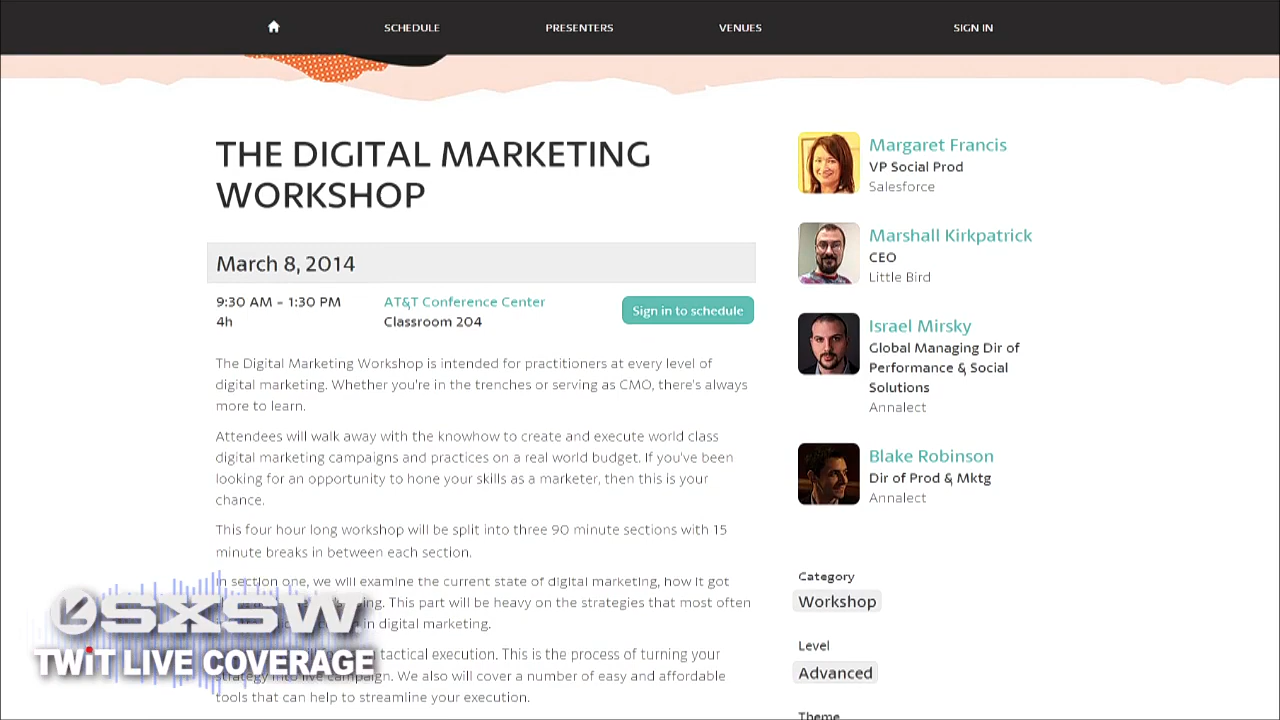 SCHEDULE
PRESENTERS
VENUES
SIGN IN
THE DIGITAL MARKETING
WORKSHOP
March 8, 2014
9:30 AM – 1:30 PM
4h
AT&T Conference Center
Classroom 204
Sign in to schedule
The Digital Marketing Workshop is intended for practitioners at every level of
digital marketing. Whether you're in the trenches or serving as CMO, there's always
more to learn.
Attendees will walk away with the knowhow to create and execute world class
digital marketing campaigns and practices on a real world budget. If you've been
looking for an opportunity to hone your skills as a marketer, then this is your
chance.
This four hour long workshop will be split into three 90 minute sections with 15
minute breaks in between each section.
In section one, we will examine the current state of digital marketing, how it got
This part will be heavy on the strategies that most often
in digital marketing.
tactical execution. This is the process of turning your
strategy into live campaign. We also will cover a number of easy and affordable
tools that can help to streamline your execution.
Margaret Francis
VP Social Prod
Salesforce
Marshall Kirkpatrick
CEO
Little Bird
Israel Mirsky
Global Managing Dir of
Performance & Social
Solutions
Annalect
Blake Robinson
Dir of Prod & Mktg
Annalect
Category
Workshop
Level
Advanced
Theme
SXSW
TWiT LIVE COVERAGE